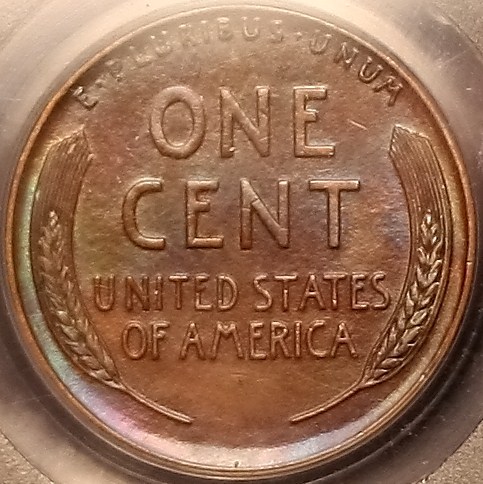 E · PLURIBUS · UNUM
ONE
CENT
UNITED STATES
OF AMERICA